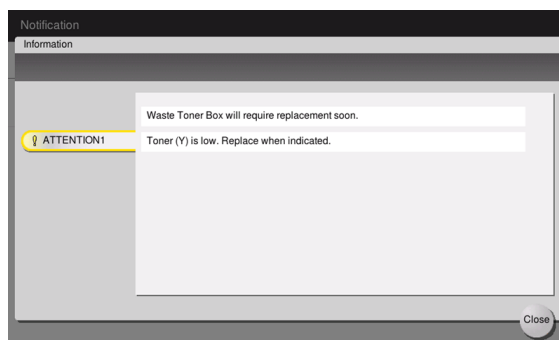 Notification
Information
Waste Toner Box will require replacement soon.
ATTENTION1
Toner (Y) is low. Replace when indicated.
Close